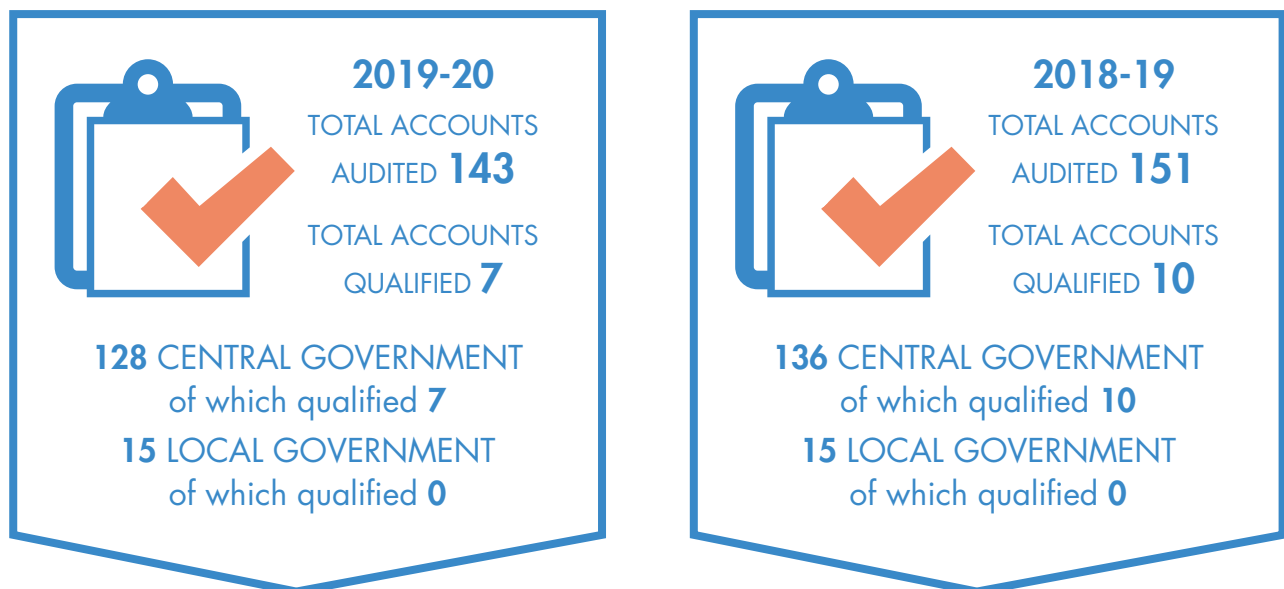 2019-20
TOTAL ACCOUNTS
AUDITED 143
TOTAL ACCOUNTS
QUALIFIED 7
128 CENTRAL GOVERNMENT
of which qualified 7
15 LOCAL GOVERNMENT
of which qualified 0
2018-19
TOTAL ACCOUNTS
AUDITED 151
TOTAL ACCOUNTS
QUALIFIED 10
136 CENTRAL GOVERNMENT
of which qualified 10
15 LOCAL GOVERNMENT
of which qualified 0